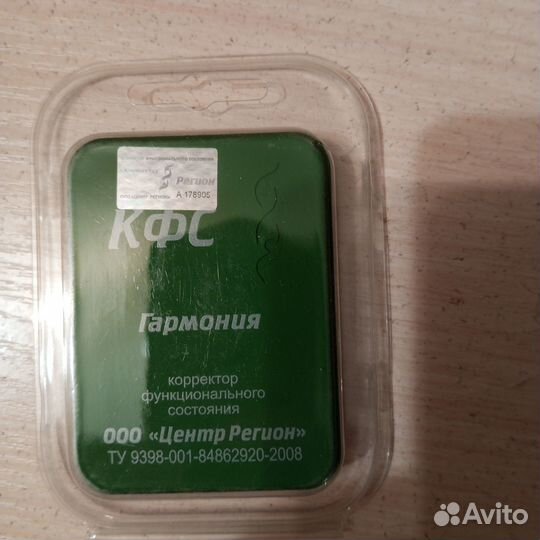 Регион
А 178905
КФС
Гармония
корректор
функционального
состояния
ООО «Центр Регион»
ТУ 9398-001-84862920-2008
Avito